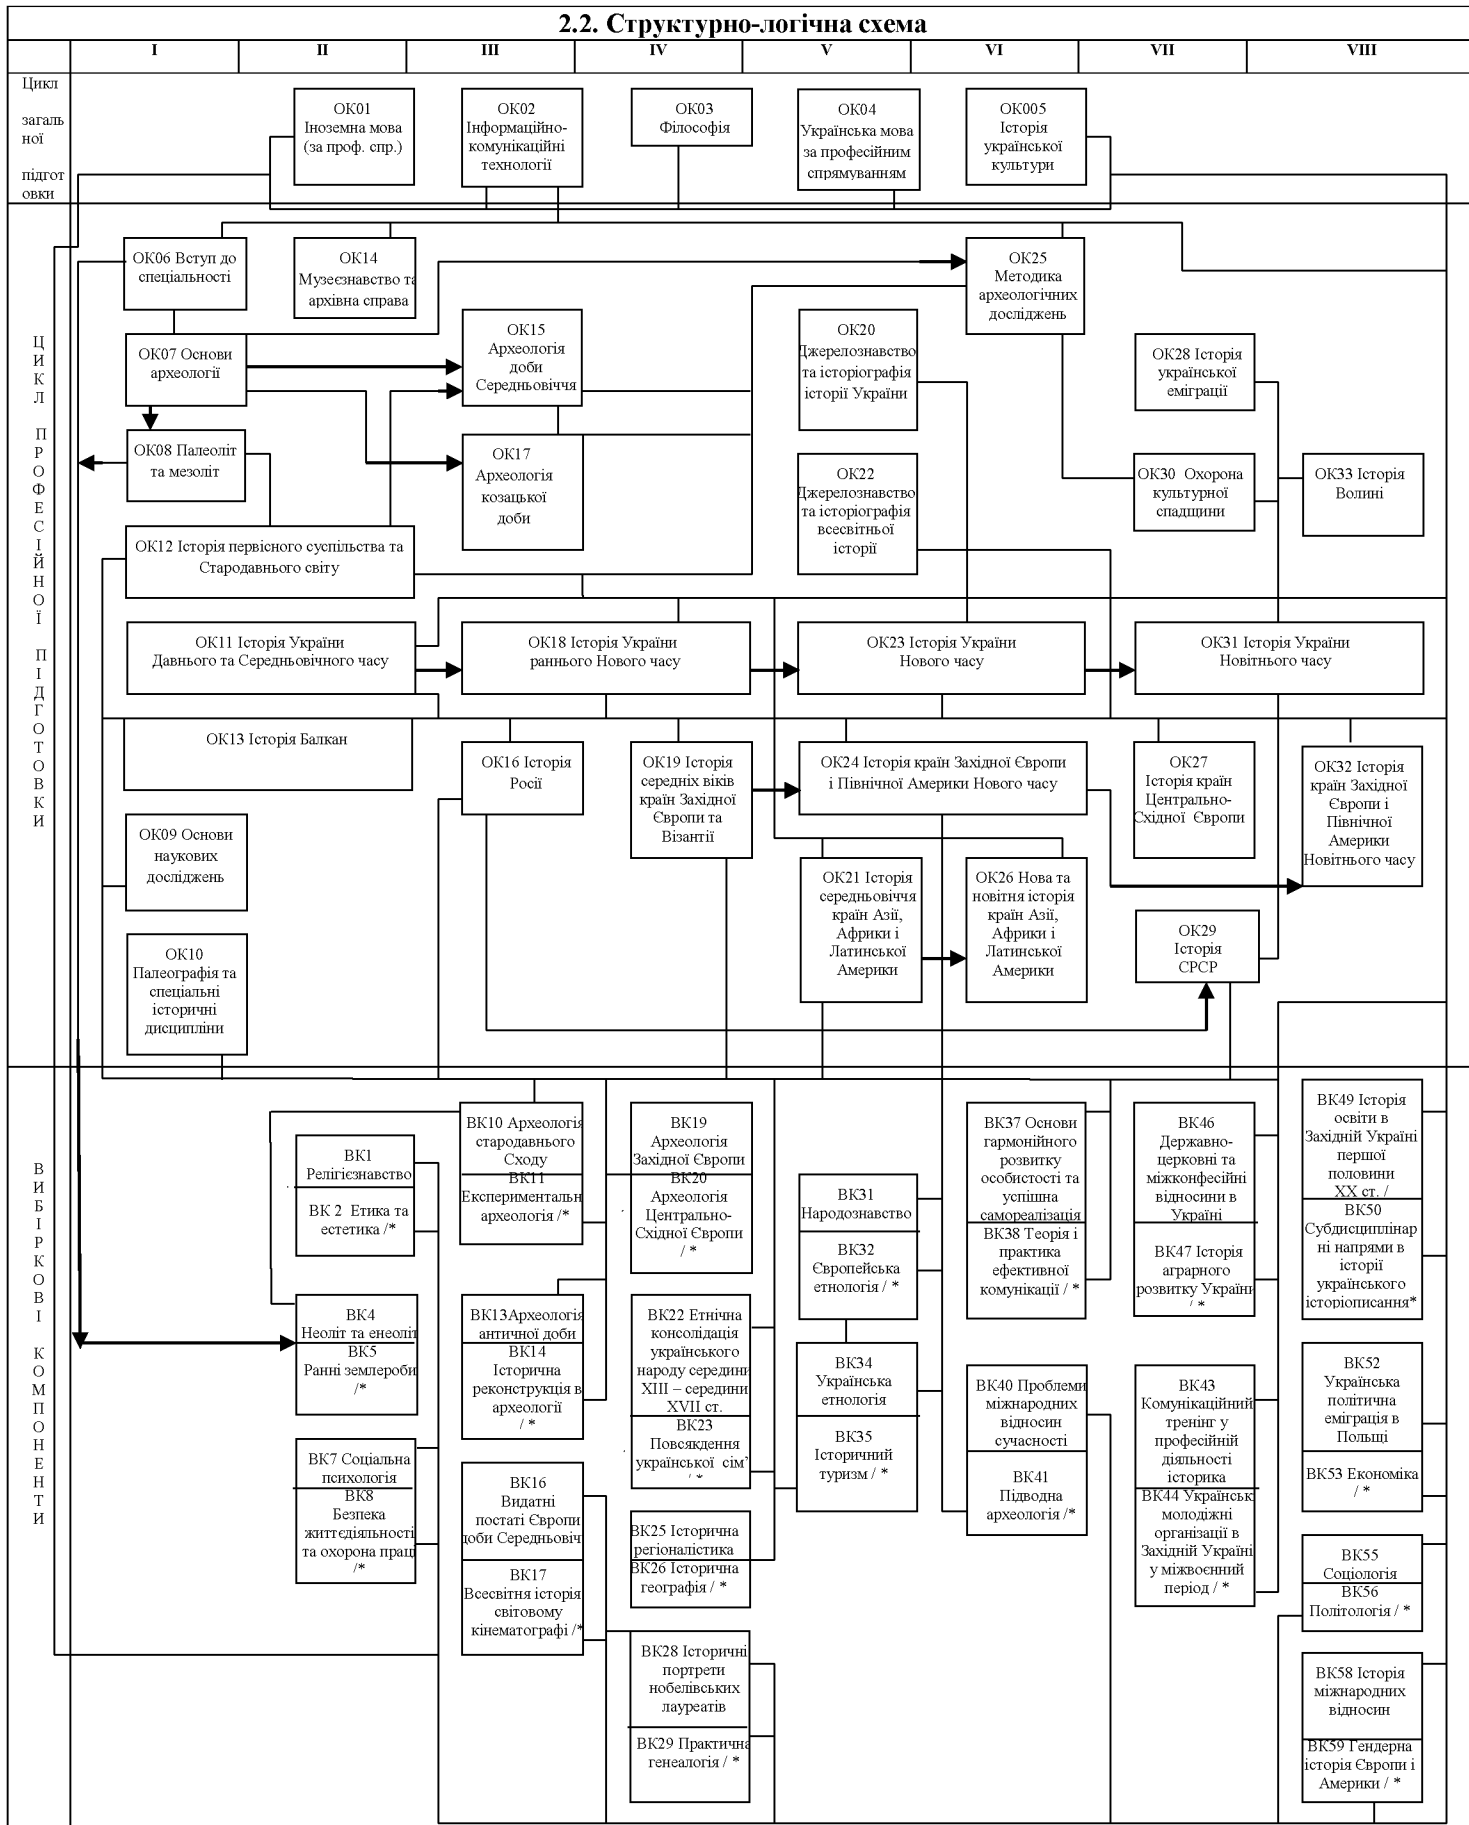 2.2. Структурно-логічна схема
I II III IV V VI VII VIII
Цикл
загаль
ної
підгот
овки
ОК01
Іноземна мова
(за проф. спр.)
ОК02
Інформаційно-
комунікаційні
технології
ОК03
Філософія
ОК04
Українська мова
за професійним
спрямуванням
ОК005
Історія
української
культури
ЦИКЛ ПРОФЕСІЙНОЇ ПІДГОТОВКИ
ОК06 Вступ до
спеціальності
ОК14
Музеєзнавство та
архівна справа
ОК25
Методика
археологічних
досліджень
ОК07 Основи
археології
ОК15
Археологія
доби
Середньовіччя
ОК20
Джерелознавство
та історіографія
історії України
ОК28 Історія
української
еміграції
ОК08 Палеоліт
та мезоліт
ОК17
Археологія
козацької
доби
ОК22
Джерелознавство
та історіографія
всесвітньої
історії
ОК30 Охорона
культурної
спадщини
ОК33 Історія
Волині
ОК12 Історія первісного суспільства та
Стародавнього світу
ОК11 Історія України
Давнього та Середньовічного часу
ОК18 Історія України
раннього Нового часу
ОК23 Історія України
Нового часу
ОК31 Історія України
Новітнього часу
ОК13 Історія Балкан
ОК16 Історія
Росії
ОК19 Історія
середніх віків
країн Західної
Європи та
Візантії
ОК24 Історія країн Західної Європи
і Північної Америки Нового часу
ОК27
Історія країн
Центрально-
Східної Європи
ОК32 Історія
країн Західної
Європи і
Північної
Америки
Новітнього часу
ОК09 Основи
наукових
досліджень
ОК21 Історія
середньовіччя
країн Азії,
Африки і
Латинської
Америки
ОК26 Нова та
новітня історія
країн Азії,
Африки і
Латинської
Америки
ОК29
Історія
СРСР
ОК10
Палеографія та
спеціальні
історичні
дисципліни
ВИБІРКОВІ КОМПОНЕНТИ
ВК1
Релігієзнавство
ВК 2 Етика та
естетика /*
ВК4
Неоліт та енеоліт
ВК5
Ранні землероби
/*
ВК7 Соціальна
психологія
ВК8
Безпека
життєдіяльності
та охорона праці
/*
ВК10 Археологія
стародавнього
Сходу
ВК11
Експериментальн
археологія /*
ВК13Археологія
античної доби
ВК14
Історична
реконструкція в
археології
/ *
ВК16
Видатні
постаті Європи
доби Середньовічч
ВК17
Всесвітня історія
світовому
кінематографі /*
ВК19
Археологія
Західної Європи
ВК20
Археологія
Центрально-
Східної Європи
/ *
ВК22 Етнічна
консолідація
українського
народу середини
XIII – середини
XVII ст.
ВК23
Повсякдення
української сім’
/ *
ВК25 Історична
регіоналістика
ВК26 Історична
географія / *
ВК28 Історичні
портрети
нобелівських
лауреатів
ВК29 Практична
генеалогія / *
ВК31
Народознавство
ВК32
Європейська
етнологія / *
ВК34
Українська
етнологія
ВК35
Історичний
туризм / *
ВК37 Основи
гармонійного
розвитку
особистості та
успішна
самореалізація
ВК38 Теорія і
практика
ефективної
комунікації / *
ВК40 Проблеми
міжнародних
відносин
сучасності
ВК41
Підводна
археологія /*
ВК46
Державно-
церковні та
міжконфесійні
відносини в
Україні
ВК47 Історія
аграрного
розвитку України
/ *
ВК43
Комунікаційний
тренінг у
професійній
діяльності
історика
ВК44 Українські
молодіжні
організації в
Західній Україні
у міжвоєнний
період / *
ВК49 Історія
освіти в
Західній Україні
першої
половини
XX ст. /
ВК50
Субдисциплінар
ні напрями в
історії
українського
історіописання*
ВК52
Українська
політична
еміграція в
Польщі
ВК53 Економіка
/ *
ВК55
Соціологія
ВК56
Політологія / *
ВК58 Історія
міжнародних
відносин
ВК59 Гендерна
історія Європи і
Америки / *